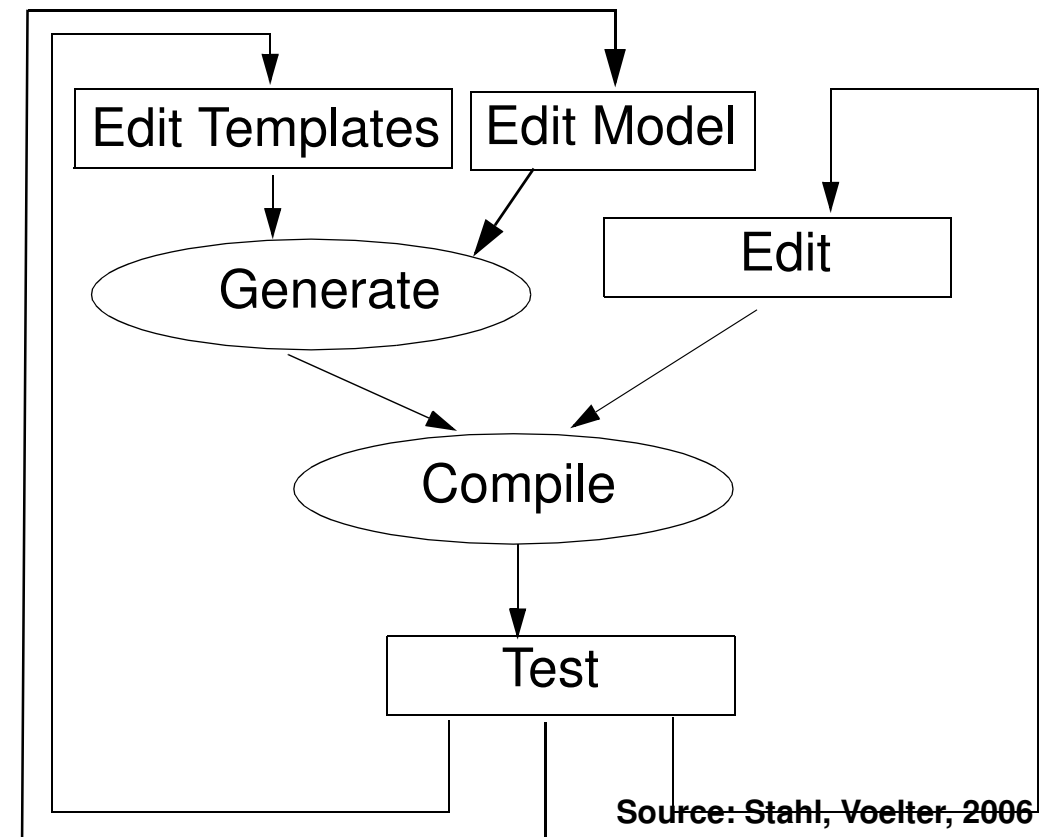 Edit Templates
Edit Model
Edit
Generate
Compile
Test
Source: Stahl, Voelter, 2006